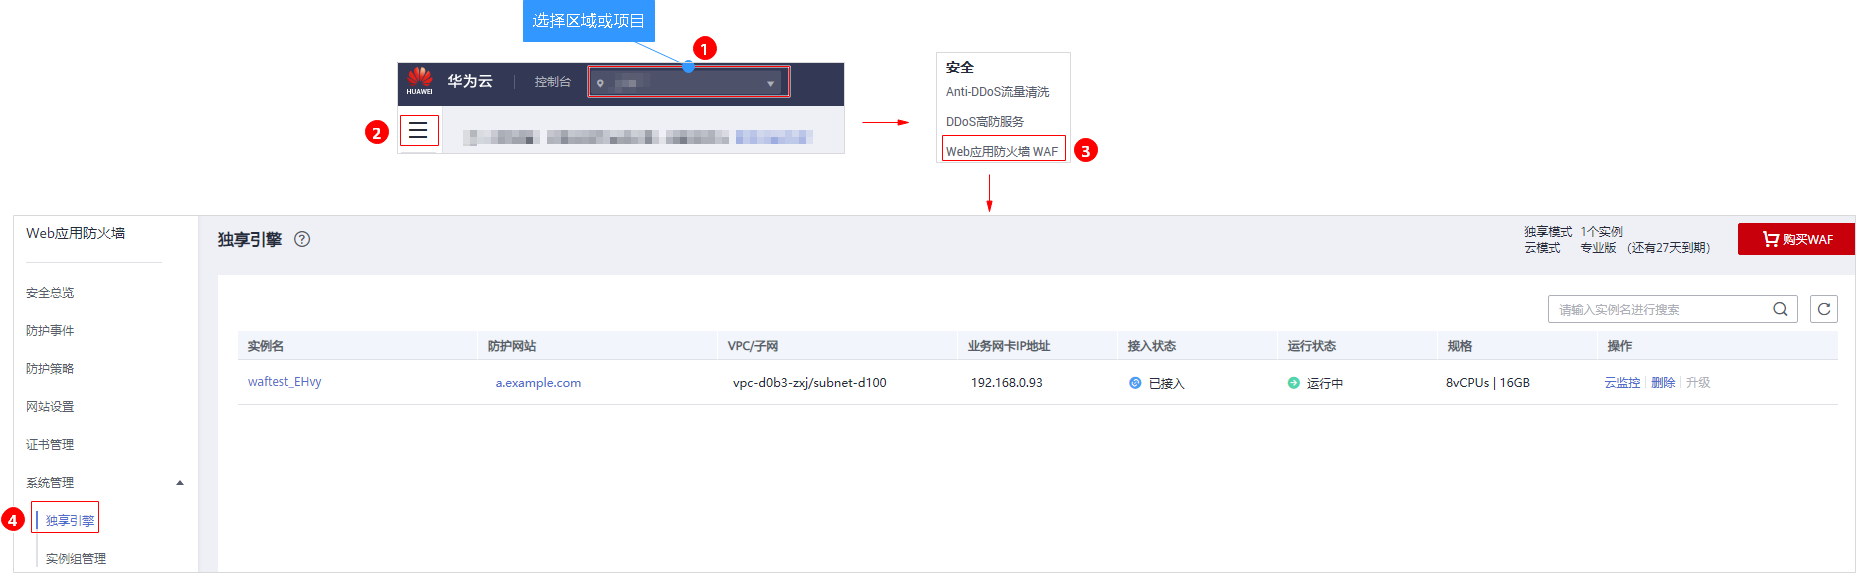 选择区域或项目
1
HUAWEI
华为云
控制台
2
安全
Anti-DDoS流量清洗
DDoS高防服务
Web应用防火墙 WAF
3
Web应用防火墙
安全总览
防护事件
防护策略
网站设置
证书管理
系统管理
4
独享引擎
实例组管理
独享引擎
独享模式 1个实例
云模式 专业版 （还有27天到期）
购买WAF
请输入实例名进行搜索
实例名 防护网站 VPC/子网 业务网卡IP地址 接入状态 运行状态 规格 操作
waftest_EHvy a.example.com vpc-d0b3-zxj/subnet-d100 192.168.0.93 已接入 运行中 8vCPUs | 16GB 云监控 | 删除 | 升级